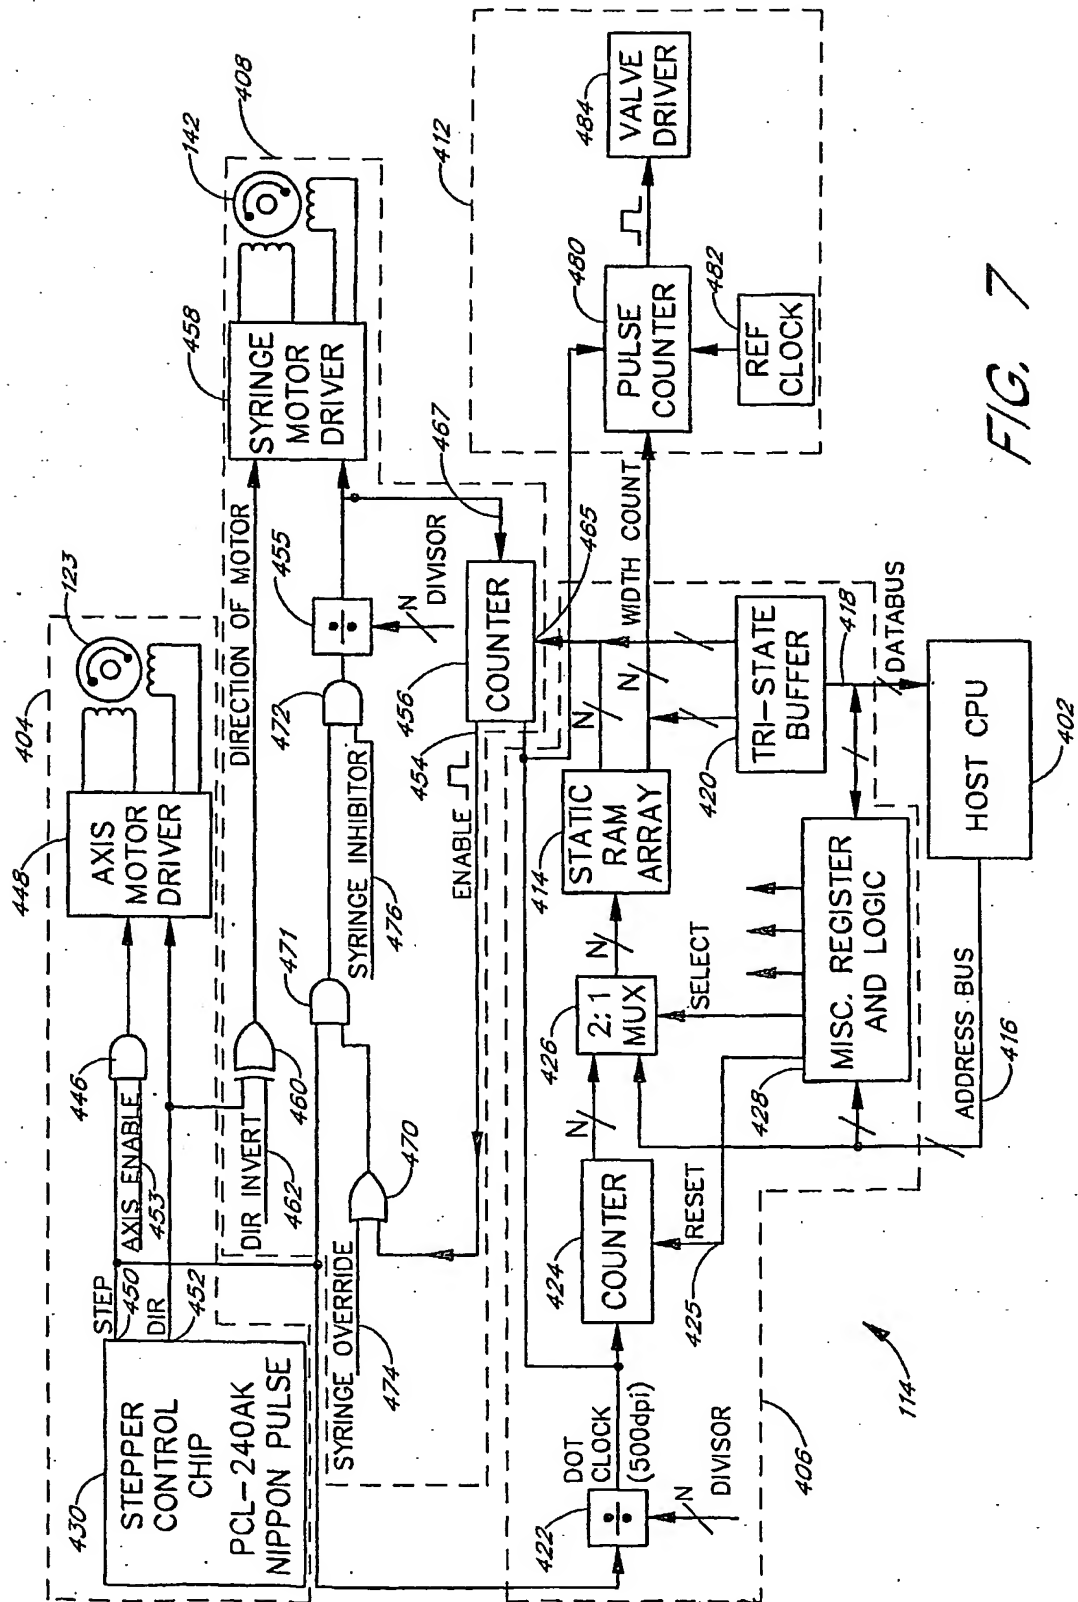 404
123
448
AXIS
MOTOR
DRIVER
446
AXIS ENABLE
453
STEP
450
DIR
452
430
STEPPER
CONTROL
CHIP
PCL-240AK
NIPPON PULSE
408
142
458
SYRINGE
MOTOR
DRIVER
DIRECTION OF MOTOR
460
DIR INVERT
462
455
N
DIVISOR
472
SYRINGE INHIBITOR
476
471
470
SYRINGE OVERRIDE
474
467
456
COUNTER
465
454
ENABLE
412
484
VALVE
DRIVER
480
PULSE
COUNTER
482
REF
CLOCK
WIDTH COUNT
N
N
414
STATIC
RAM
ARRAY
420
TRI-STATE
BUFFER
418
DATABUS
HOST CPU
402
N
426
2:1
MUX
SELECT
428
MISC. REGISTER
AND LOGIC
ADDRESS BUS
416
N
424
COUNTER
RESET
425
DOT
CLOCK
(500dpi)
422
N
DIVISOR
406
114
FIG. 7